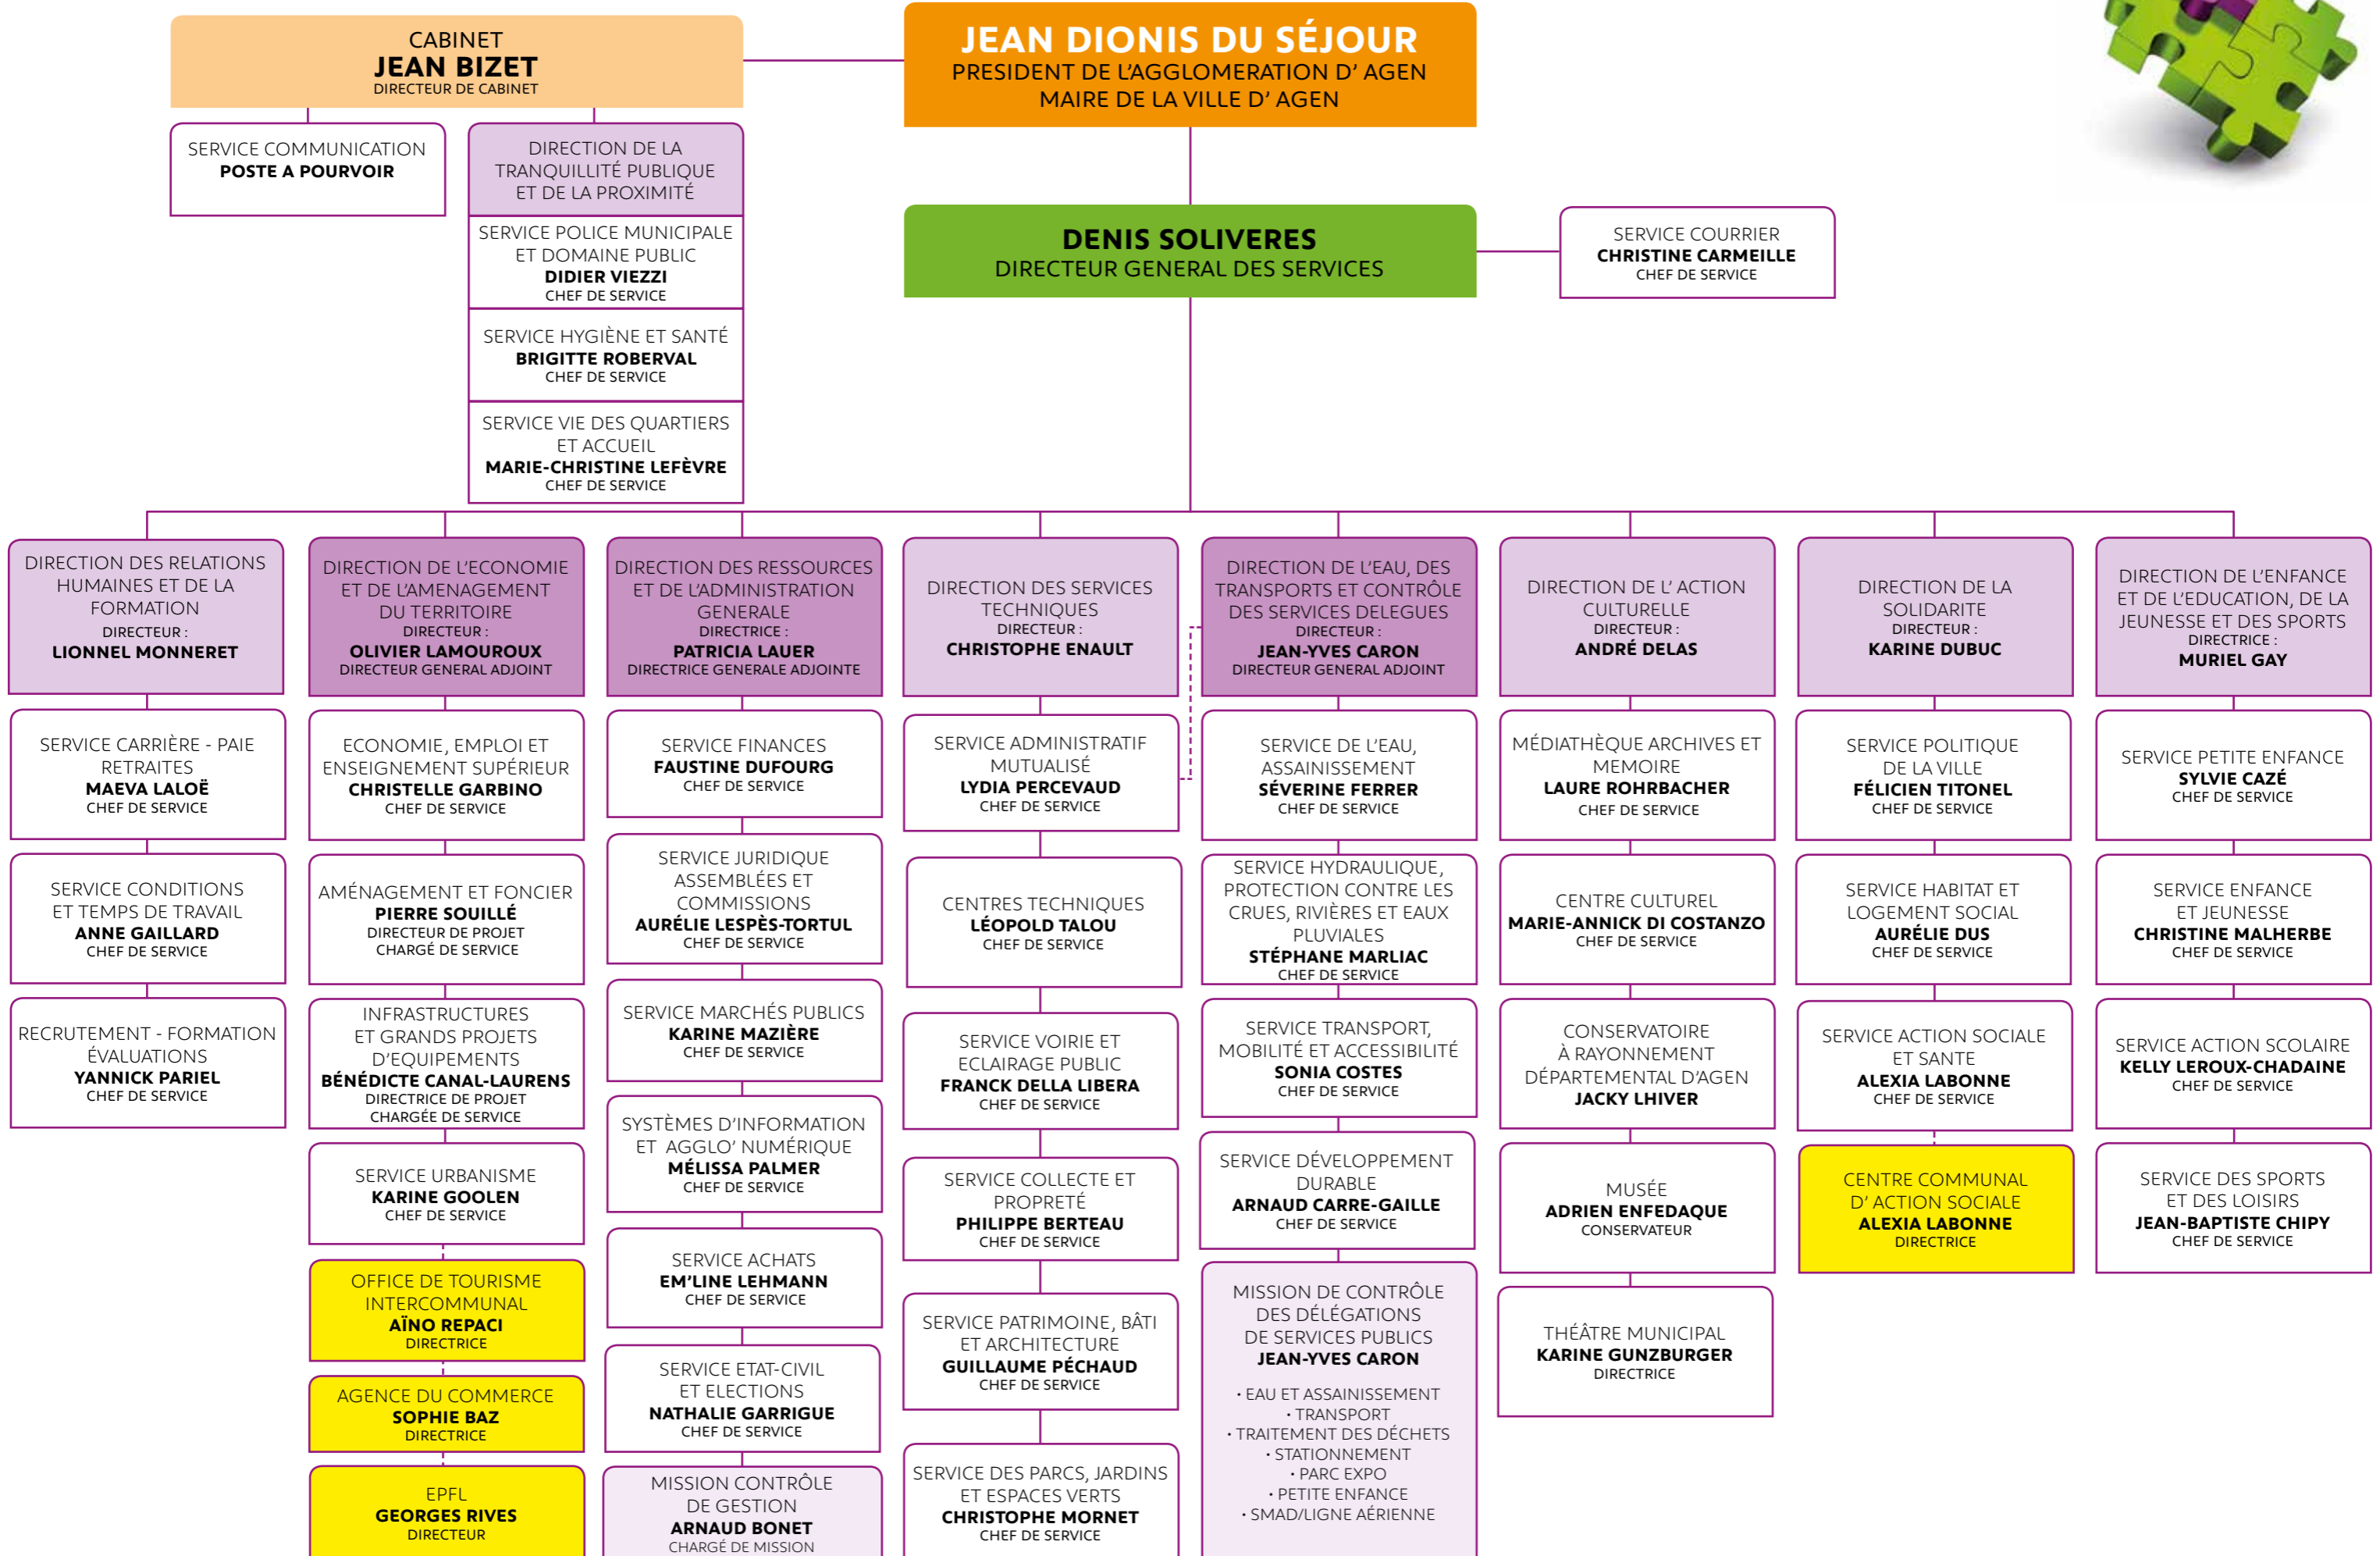 CABINET
JEAN BIZET
DIRECTEUR DE CABINET
JEAN DIONIS DU SÉJOUR
PRESIDENT DE L'AGGLOMERATION D' AGEN
MAIRE DE LA VILLE D' AGEN
SERVICE COMMUNICATION
POSTE A POURVOIR
DIRECTION DE LA
TRANQUILLITÉ PUBLIQUE
ET DE LA PROXIMITÉ
SERVICE POLICE MUNICIPALE
ET DOMAINE PUBLIC
DIDIER VIEZZI
CHEF DE SERVICE
SERVICE HYGIÈNE ET SANTÉ
BRIGITTE ROBERVAL
CHEF DE SERVICE
SERVICE VIE DES QUARTIERS
ET ACCUEIL
MARIE-CHRISTINE LEFÈVRE
CHEF DE SERVICE
DENIS SOLIVERES
DIRECTEUR GENERAL DES SERVICES
SERVICE COURRIER
CHRISTINE CARMEILLE
CHEF DE SERVICE
DIRECTION DES RELATIONS
HUMAINES ET DE LA
FORMATION
DIRECTEUR :
LIONNEL MONNERET
SERVICE CARRIÈRE - PAIE
RETRAITES
MAEVA LALOË
CHEF DE SERVICE
SERVICE CONDITIONS
ET TEMPS DE TRAVAIL
ANNE GAILLARD
CHEF DE SERVICE
RECRUTEMENT - FORMATION
ÉVALUATIONS
YANNICK PARIEL
CHEF DE SERVICE
DIRECTION DE L'ECONOMIE
ET DE L'AMENAGEMENT
DU TERRITOIRE
DIRECTEUR :
OLIVIER LAMOUROUX
DIRECTEUR GENERAL ADJOINT
ECONOMIE, EMPLOI ET
ENSEIGNEMENT SUPÉRIEUR
CHRISTELLE GARBINO
CHEF DE SERVICE
AMÉNAGEMENT ET FONCIER
PIERRE SOUILLÉ
DIRECTEUR DE PROJET
CHARGÉ DE SERVICE
INFRASTRUCTURES
ET GRANDS PROJETS
D'EQUIPEMENTS
BÉNÉDICTE CANAL-LAURENS
DIRECTRICE DE PROJET
CHARGÉE DE SERVICE
SERVICE URBANISME
KARINE GOOLEN
CHEF DE SERVICE
OFFICE DE TOURISME
INTERCOMMUNAL
AÏNO REPACI
DIRECTRICE
AGENCE DU COMMERCE
SOPHIE BAZ
DIRECTRICE
EPFL
GEORGES RIVES
DIRECTEUR
DIRECTION DES RESSOURCES
ET DE L'ADMINISTRATION
GENERALE
DIRECTRICE :
PATRICIA LAUER
DIRECTRICE GENERALE ADJOINTE
SERVICE FINANCES
FAUSTINE DUFOURG
CHEF DE SERVICE
SERVICE JURIDIQUE
ASSEMBLÉES ET
COMMISSIONS
AURÉLIE LESPÈS-TORTUL
CHEF DE SERVICE
SERVICE MARCHÉS PUBLICS
KARINE MAZIÈRE
CHEF DE SERVICE
SYSTÈMES D'INFORMATION
ET AGGLO' NUMÉRIQUE
MÉLISSA PALMER
CHEF DE SERVICE
SERVICE ACHATS
EM'LINE LEHMANN
CHEF DE SERVICE
SERVICE ETAT-CIVIL
ET ELECTIONS
NATHALIE GARRIGUE
CHEF DE SERVICE
MISSION CONTRÔLE
DE GESTION
ARNAUD BONET
CHARGÉ DE MISSION
DIRECTION DES SERVICES
TECHNIQUES
DIRECTEUR :
CHRISTOPHE ENAULT
SERVICE ADMINISTRATIF
MUTUALISÉ
LYDIA PERCEVAUD
CHEF DE SERVICE
CENTRES TECHNIQUES
LÉOPOLD TALOU
CHEF DE SERVICE
SERVICE VOIRIE ET
ECLAIRAGE PUBLIC
FRANCK DELLA LIBERA
CHEF DE SERVICE
SERVICE COLLECTE ET
PROPRETÉ
PHILIPPE BERTEAU
CHEF DE SERVICE
SERVICE PATRIMOINE, BÂTI
ET ARCHITECTURE
GUILLAUME PÉCHAUD
CHEF DE SERVICE
SERVICE DES PARCS, JARDINS
ET ESPACES VERTS
CHRISTOPHE MORNET
CHEF DE SERVICE
DIRECTION DE L'EAU, DES
TRANSPORTS ET CONTRÔLE
DES SERVICES DELEGUES
DIRECTEUR :
JEAN-YVES CARON
DIRECTEUR GENERAL ADJOINT
SERVICE DE L'EAU,
ASSAINISSEMENT
SÉVERINE FERRER
CHEF DE SERVICE
SERVICE HYDRAULIQUE,
PROTECTION CONTRE LES
CRUES, RIVIÈRES ET EAUX
PLUVIALES
STÉPHANE MARLIAC
CHEF DE SERVICE
SERVICE TRANSPORT,
MOBILITÉ ET ACCESSIBILITÉ
SONIA COSTES
CHEF DE SERVICE
SERVICE DÉVELOPPEMENT
DURABLE
ARNAUD CARRE-GAILLE
CHEF DE SERVICE
MISSION DE CONTRÔLE
DES DÉLÉGATIONS
DE SERVICES PUBLICS
JEAN-YVES CARON
• EAU ET ASSAINISSEMENT
• TRANSPORT
• TRAITEMENT DES DÉCHETS
• STATIONNEMENT
• PARC EXPO
• PETITE ENFANCE
• SMAD/LIGNE AÉRIENNE
DIRECTION DE L' ACTION
CULTURELLE
DIRECTEUR :
ANDRÉ DELAS
MÉDIATHÈQUE ARCHIVES ET
MEMOIRE
LAURE ROHRBACHER
CHEF DE SERVICE
CENTRE CULTUREL
MARIE-ANNICK DI COSTANZO
CHEF DE SERVICE
CONSERVATOIRE
À RAYONNEMENT
DÉPARTEMENTAL D'AGEN
JACKY LHIVER
MUSÉE
ADRIEN ENFEDAQUE
CONSERVATEUR
THÉÂTRE MUNICIPAL
KARINE GUNZBURGER
DIRECTRICE
DIRECTION DE LA
SOLIDARITE
DIRECTEUR :
KARINE DUBUC
SERVICE POLITIQUE
DE LA VILLE
FÉLICIEN TITONEL
CHEF DE SERVICE
SERVICE HABITAT ET
LOGEMENT SOCIAL
AURÉLIE DUS
CHEF DE SERVICE
SERVICE ACTION SOCIALE
ET SANTE
ALEXIA LABONNE
CHEF DE SERVICE
CENTRE COMMUNAL
D' ACTION SOCIALE
ALEXIA LABONNE
DIRECTRICE
DIRECTION DE L'ENFANCE
ET DE L'EDUCATION, DE LA
JEUNESSE ET DES SPORTS
DIRECTRICE :
MURIEL GAY
SERVICE PETITE ENFANCE
SYLVIE CAZÉ
CHEF DE SERVICE
SERVICE ENFANCE
ET JEUNESSE
CHRISTINE MALHERBE
CHEF DE SERVICE
SERVICE ACTION SCOLAIRE
KELLY LEROUX-CHADAINE
CHEF DE SERVICE
SERVICE DES SPORTS
ET DES LOISIRS
JEAN-BAPTISTE CHIPY
CHEF DE SERVICE